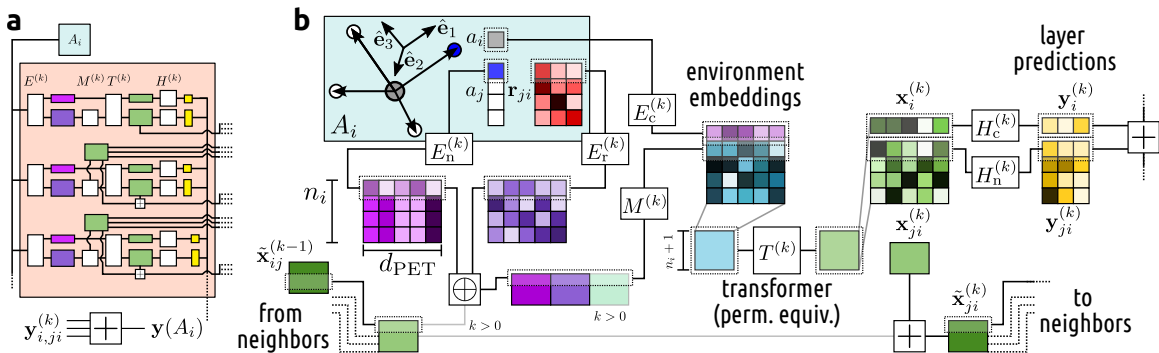 a
A_i
E^(k) M^(k) T^(k) H^(k)
y_{i,ji}^(k) + y(A_i)
b
ê_3 ê_1
ê_2
a_i
a_j r_ji
A_i
E_n^(k) E_r^(k) E_c^(k)
M^(k)
n_i
d_PET
x̃_ij^(k−1)
from
neighbors
⊕
k > 0
k > 0
environment
embeddings
n_i + 1
T^(k)
transformer
(perm. equiv.)
layer
predictions
x_i^(k) y_i^(k)
H_c^(k)
+
H_n^(k)
x_ji^(k) y_ji^(k)
x̃_ji^(k)
+
to
neighbors